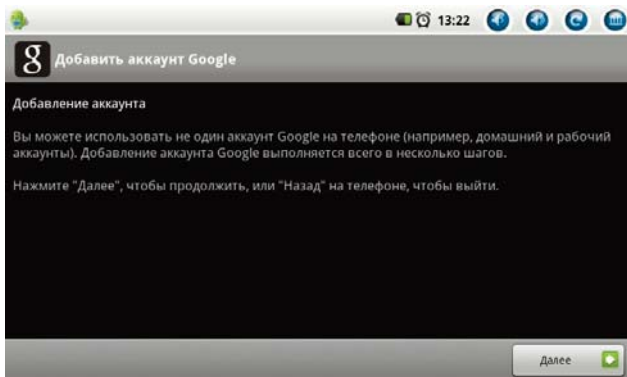 13:22
Добавить аккаунт Google
Добавление аккаунта
Вы можете использовать не один аккаунт Google на телефоне (например, домашний и рабочий
аккаунты). Добавление аккаунта Google выполняется всего в несколько шагов.
Нажмите "Далее", чтобы продолжить, или "Назад" на телефоне, чтобы выйти.
Далее